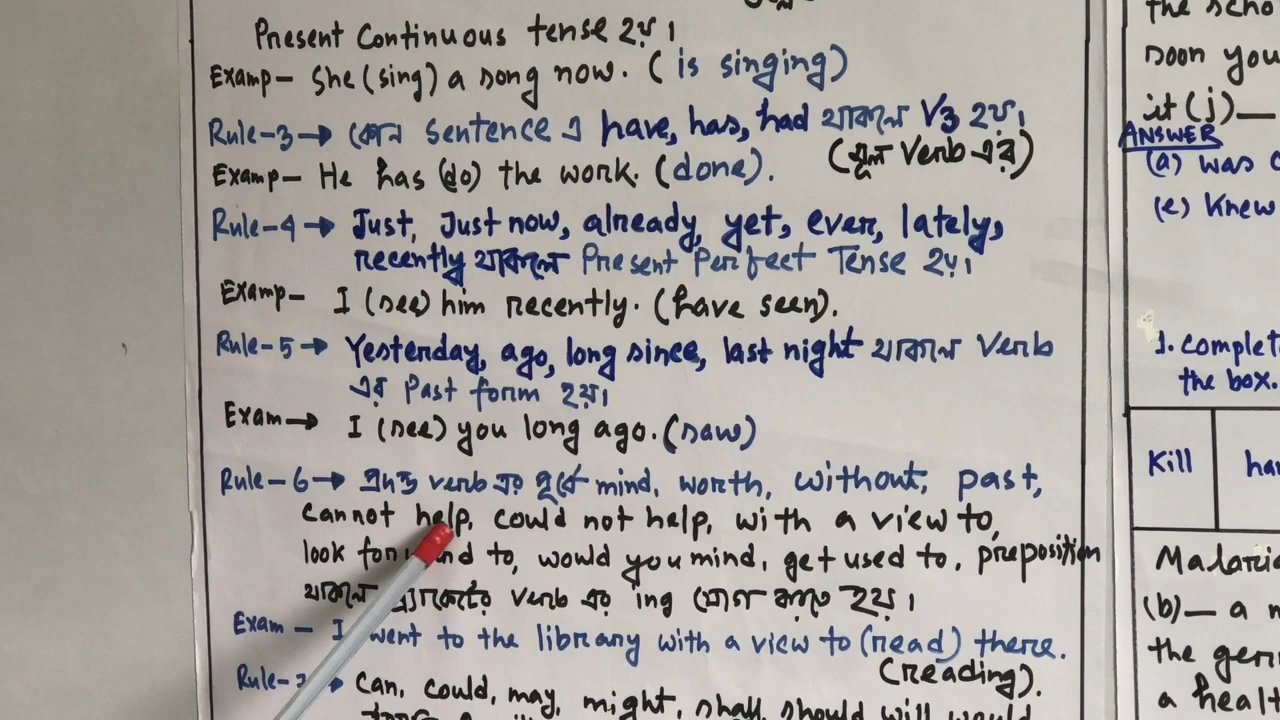 Present Continuous tense হয়।
Examp– She (sing) a song now. (is singing)
Rule-3→ কোন sentence এ have, has, had থাকলে V3 হয়।
(মূল Verb এর)
Examp– He has (do) the work. (done).
Rule-4→ Just, Just now, already, yet, ever, lately,
recently থাকলে Present Perfect Tense হয়।
Examp– I (see) him recently. (have seen).
Rule-5→ Yesterday, ago, long since, last night থাকলে Verb
এর Past form হয়।
Exam→ I (see) you long ago. (saw)
Rule-6→ প্রদত্ত verb এর পূর্বে mind, worth, without, past,
cannot help, could not help, with a view to,
look forward to, would you mind, get used to, preposition
থাকলে ব্র্যাকেটের verb এর ing যোগ করতে হয়।
Exam– I went to the library with a view to (read) there.
(reading).
Can, could, may, might, shall, should will would
the scho
soon you
it (j)—
ANSWER
(a) was
(e) Knew
1. complet
the box.
Kill
ha
Malaria
(b)— a
the ger
a healt